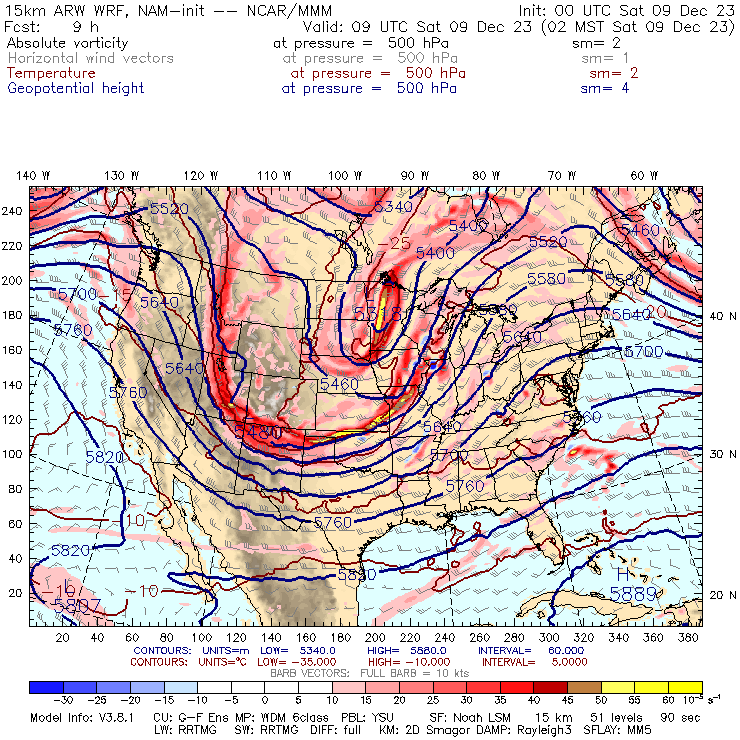 15km ARW WRF, NAM-init -- NCAR/MMM Init: 00 UTC Sat 09 Dec 23
Fcst: 9 h Valid: 09 UTC Sat 09 Dec 23 (02 MST Sat 09 Dec 23)
Absolute vorticity at pressure = 500 hPa sm= 2
Horizontal wind vectors at pressure = 500 hPa sm= 1
Temperature at pressure = 500 hPa sm= 2
Geopotential height at pressure = 500 hPa sm= 4
140 W 130 W 120 W 110 W 100 W 90 W 80 W 70 W 60 W
240 5520 5340 5400 5460
220 -25 5400 5520
200 5580 5580
5700 -15 5640
180 L 5318 5640 -20 40 N
5760 5640
160 5700
5640
140 5760 5460
120 5640
100 5820 5700 30 N
80 5760
60 -10 5760
40 5820 5880 H
20 -10 -10 5889 20 N
20 40 60 80 100 120 140 160 180 200 220 240 260 280 300 320 340 360 380
CONTOURS: UNITS=m LOW= 5340.0 HIGH= 5880.0 INTERVAL= 60.000
CONTOURS: UNITS=°C LOW= -35.000 HIGH= -10.000 INTERVAL= 5.0000
BARB VECTORS: FULL BARB = 10 kts
-30 -25 -20 -15 -10 -5 0 5 10 15 20 25 30 35 40 45 50 55 60 10⁻⁵ s⁻¹
Model Info: V3.8.1 CU: G-F Ens MP: WDM 6class PBL: YSU SF: Noah LSM 15 km 51 levels 90 sec
LW: RRTMG SW: RRTMG DIFF: full KM: 2D Smagor DAMP: Rayleigh3 SFLAY: MM5